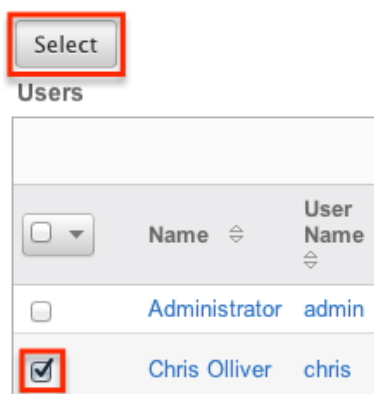 Select
Users
User
Name Name
Administrator admin
Chris Olliver chris